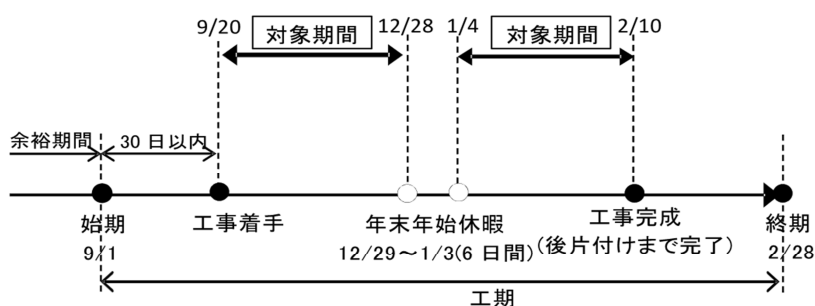 9/20 対象期間 12/28 1/4 対象期間 2/10
余裕期間 30 日以内
始期 工事着手 年末年始休暇 工事完成 終期
9/1 12/29～1/3(6 日間) (後片付けまで完了) 2/28
工期